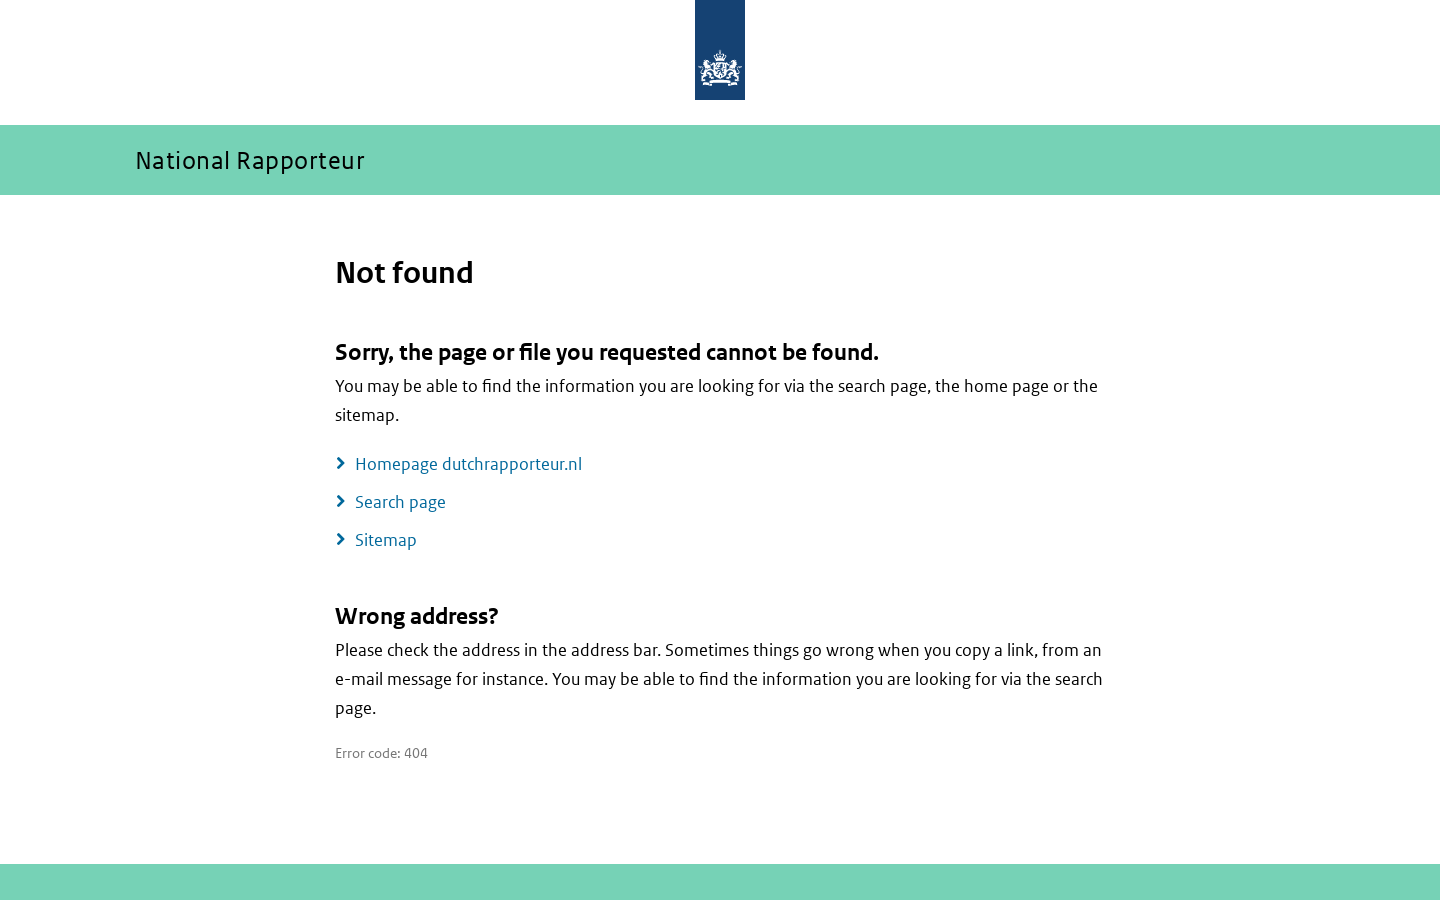 National Rapporteur
Not found
Sorry, the page or file you requested cannot be found.
You may be able to find the information you are looking for via the search page, the home page or the
sitemap.
Homepage dutchrapporteur.nl
Search page
Sitemap
Wrong address?
Please check the address in the address bar. Sometimes things go wrong when you copy a link, from an
e-mail message for instance. You may be able to find the information you are looking for via the search
page.
Error code: 404